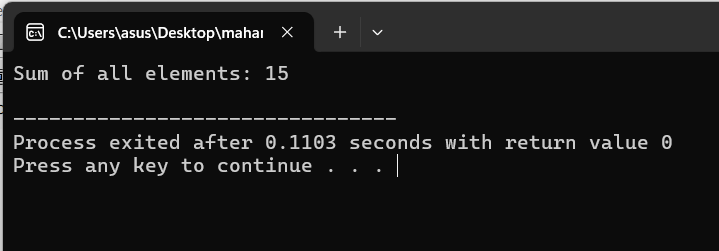 C:\Users\asus\Desktop\mahar
Sum of all elements: 15
--------------------------------
Process exited after 0.1103 seconds with return value 0
Press any key to continue . . .